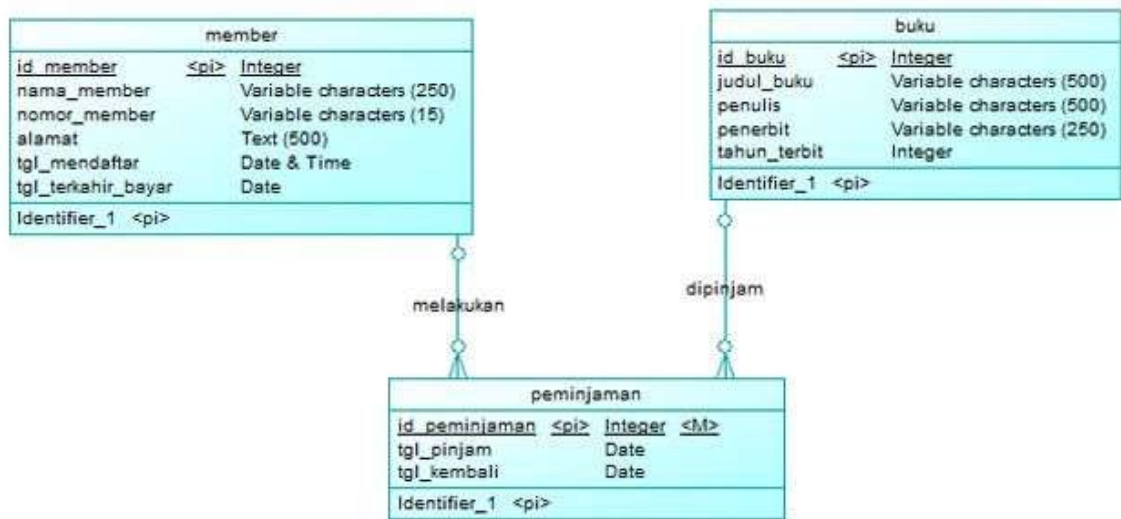 member
id_member <pi> Integer
nama_member Variable characters (250)
nomor_member Variable characters (15)
alamat Text (500)
tgl_mendaftar Date & Time
tgl_terkahir_bayar Date
Identifier_1 <pi>
buku
id_buku <pi> Integer
judul_buku Variable characters (500)
penulis Variable characters (500)
penerbit Variable characters (250)
tahun_terbit Integer
Identifier_1 <pi>
melakukan
dipinjam
peminjaman
id_peminjaman <pi> Integer <M>
tgl_pinjam Date
tgl_kembali Date
Identifier_1 <pi>